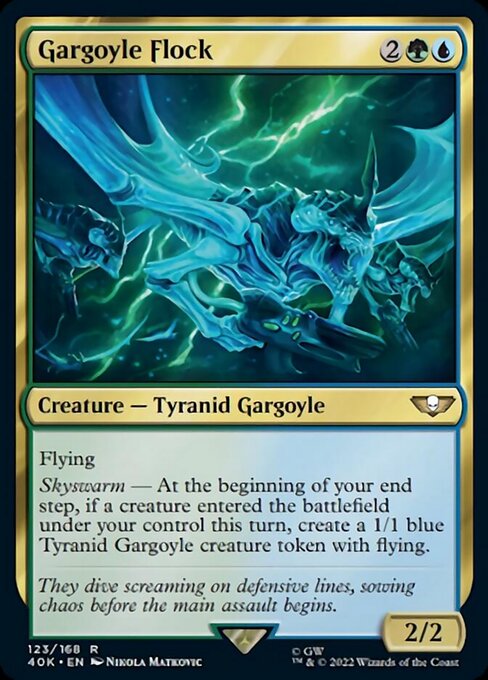 Gargoyle Flock 2
Creature — Tyranid Gargoyle
Flying
Skyswarm — At the beginning of your end
step, if a creature entered the battlefield
under your control this turn, create a 1/1 blue
Tyranid Gargoyle creature token with flying.
They dive screaming on defensive lines, sowing
chaos before the main assault begins.
2/2
123/168 R
40K • EN Nikola Matkovic
© GW
™ & © 2022 Wizards of the Coast